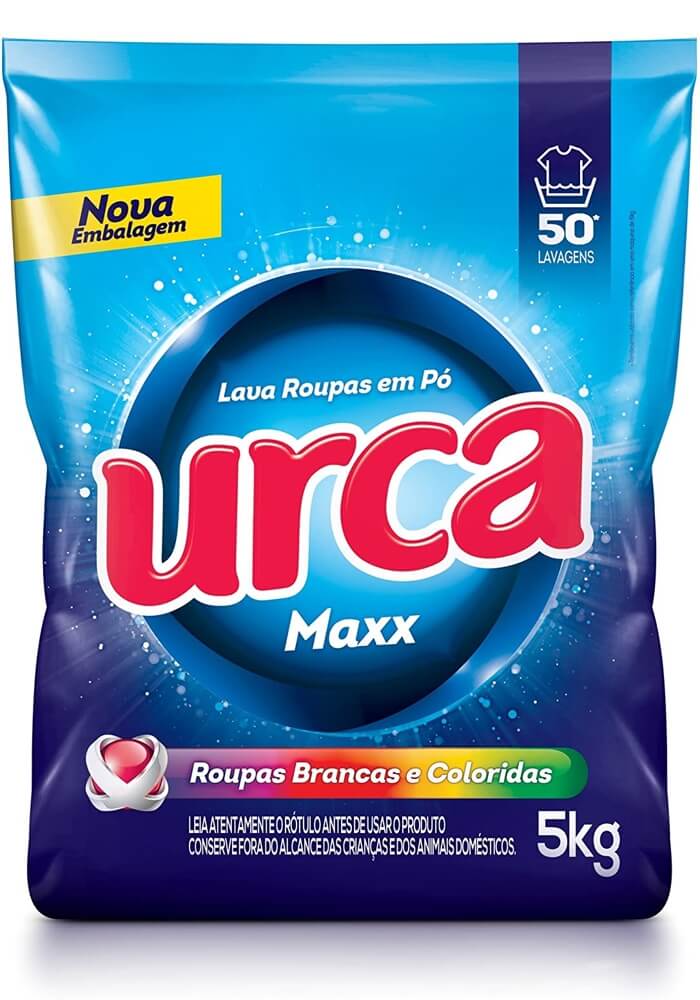 Nova
Embalagem
50*
LAVAGENS
Lava Roupas em Pó
urca
Maxx
Roupas Brancas e Coloridas
LEIA ATENTAMENTE O RÓTULO ANTES DE USAR O PRODUTO
CONSERVE FORA DO ALCANCE DAS CRIANÇAS E DOS ANIMAIS DOMÉSTICOS.
5kg